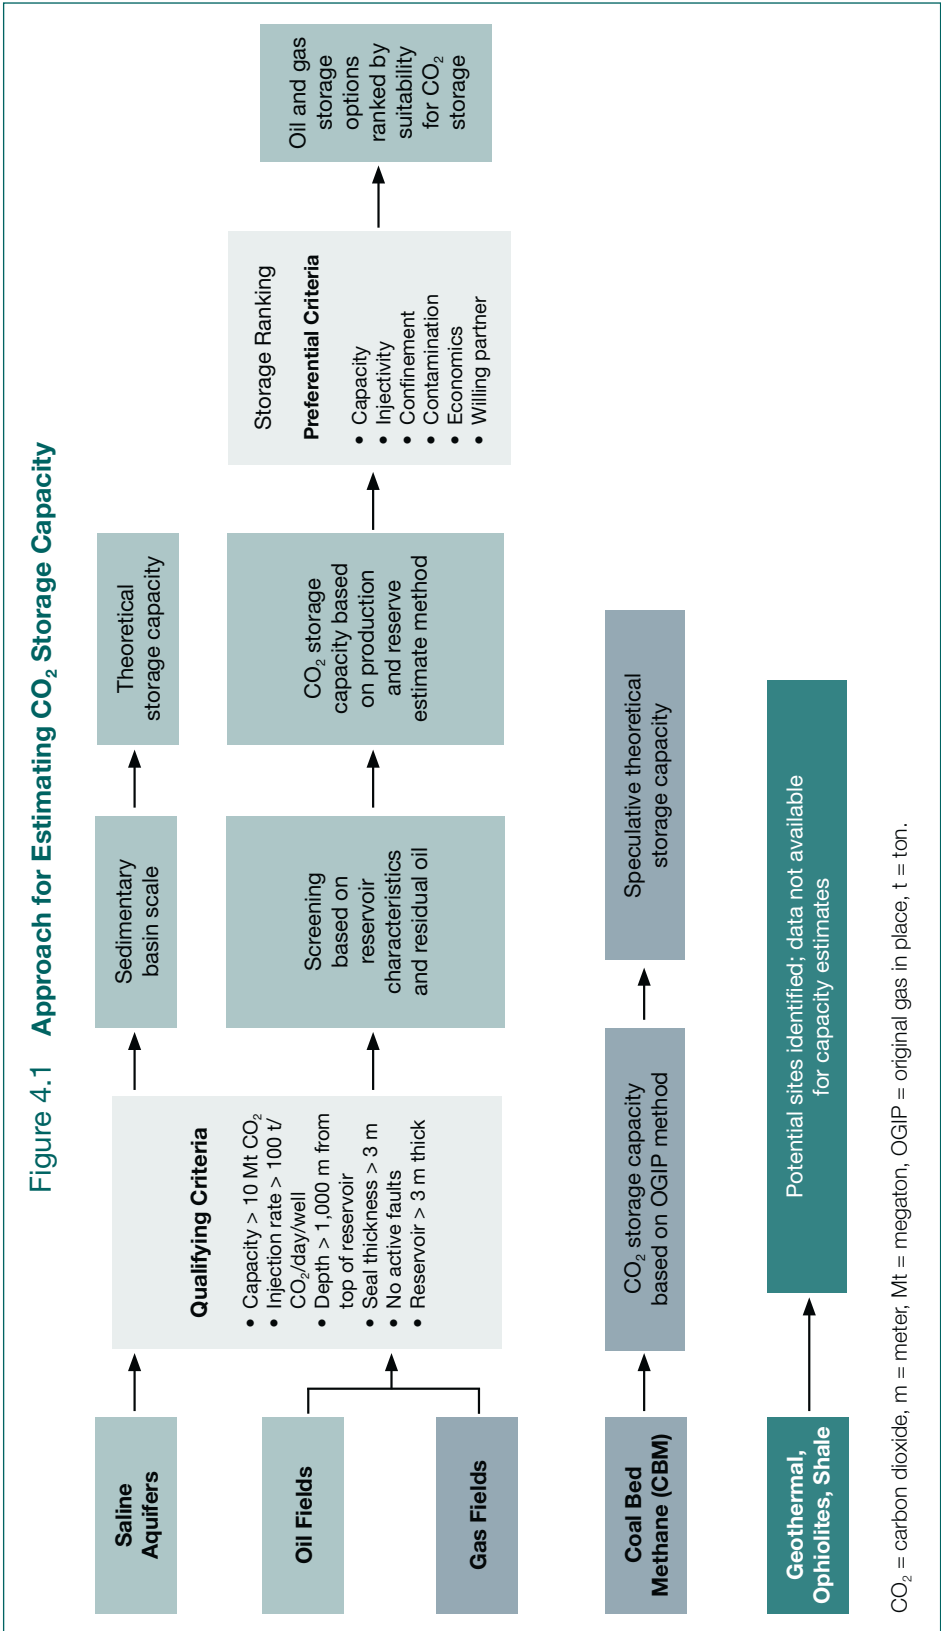 Figure 4.1 Approach for Estimating CO₂ Storage Capacity
Saline
Aquifers
Oil Fields
Gas Fields
Qualifying Criteria
• Capacity > 10 Mt CO₂
• Injection rate > 100 t/
CO₂/day/well
• Depth > 1,000 m from
top of reservoir
• Seal thickness > 3 m
• No active faults
• Reservoir > 3 m thick
Sedimentary
basin scale
Theoretical
storage capacity
Screening
based on
reservoir
characteristics
and residual oil
CO₂ storage
capacity based
on production
and reserve
estimate method
Storage Ranking
Preferential Criteria
• Capacity
• Injectivity
• Confinement
• Contamination
• Economics
• Willing partner
Oil and gas
storage
options
ranked by
suitability
for CO₂
storage
Coal Bed
Methane (CBM)
CO₂ storage capacity
based on OGIP method
Speculative theoretical
storage capacity
Geothermal,
Ophiolites, Shale
Potential sites identified; data not available
for capacity estimates
CO₂ = carbon dioxide, m = meter, Mt = megaton, OGIP = original gas in place, t = ton.